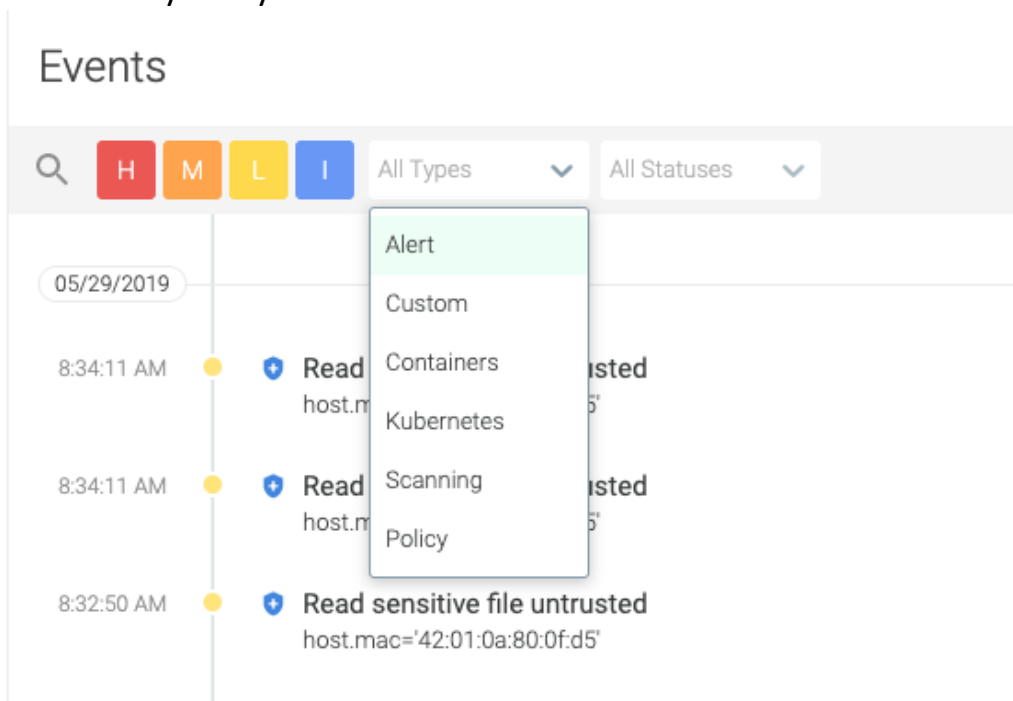 Events
H M L I All Types All Statuses
Alert
05/29/2019
Custom
8:34:11 AM Read Containers usted
host.m 5'
Kubernetes
8:34:11 AM Read Scanning usted
host.m 5'
Policy
8:32:50 AM Read sensitive file untrusted
host.mac='42:01:0a:80:0f:d5'